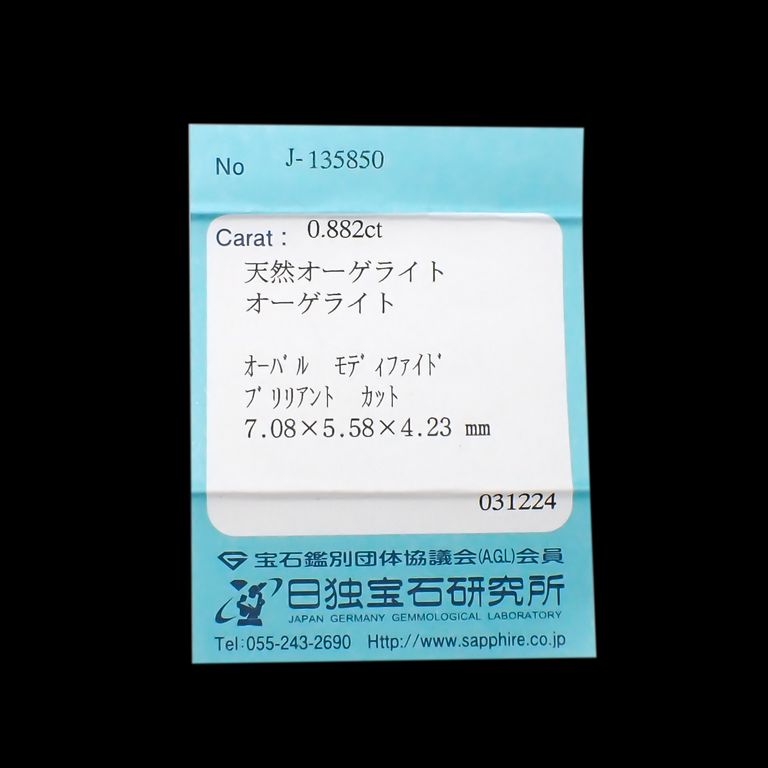 No J-135850
Carat : 0.882ct
天然オーゲライト
オーゲライト
ｵｰﾊﾞﾙ ﾓﾃﾞｨﾌｧｲﾄﾞ
ﾌﾞﾘﾘｱﾝﾄ ｶｯﾄ
7.08×5.58×4.23 mm
031224
宝石鑑別団体協議会(AGL)会員
日独宝石研究所
JAPAN GERMANY GEMMOLOGICAL LABORATORY
Tel:055-243-2690 Http://www.sapphire.co.jp